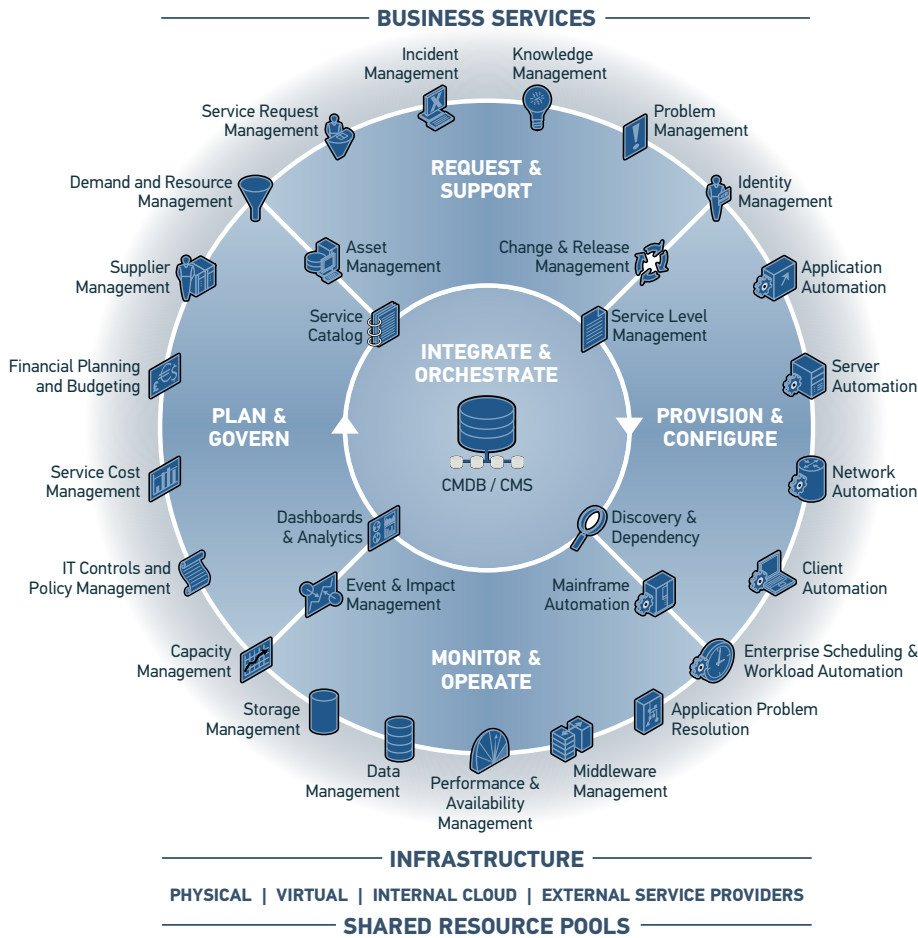 BUSINESS SERVICES
Incident
Management
Knowledge
Management
Service Request
Management
Problem
Management
REQUEST &
SUPPORT
Demand and Resource
Management
Identity
Management
Asset
Management
Change & Release
Management
Supplier
Management
Application
Automation
Service
Catalog
Service Level
Management
INTEGRATE &
ORCHESTRATE
Financial Planning
and Budgeting
£€$
Server
Automation
PLAN &
GOVERN
PROVISION &
CONFIGURE
CMDB / CMS
Service Cost
Management
Network
Automation
Dashboards
& Analytics
Discovery &
Dependency
IT Controls and
Policy Management
Event & Impact
Management
Mainframe
Automation
Client
Automation
Capacity
Management
MONITOR &
OPERATE
Enterprise Scheduling &
Workload Automation
Storage
Management
Application Problem
Resolution
Data
Management
Performance &
Availability
Management
Middleware
Management
INFRASTRUCTURE
PHYSICAL | VIRTUAL | INTERNAL CLOUD | EXTERNAL SERVICE PROVIDERS
SHARED RESOURCE POOLS